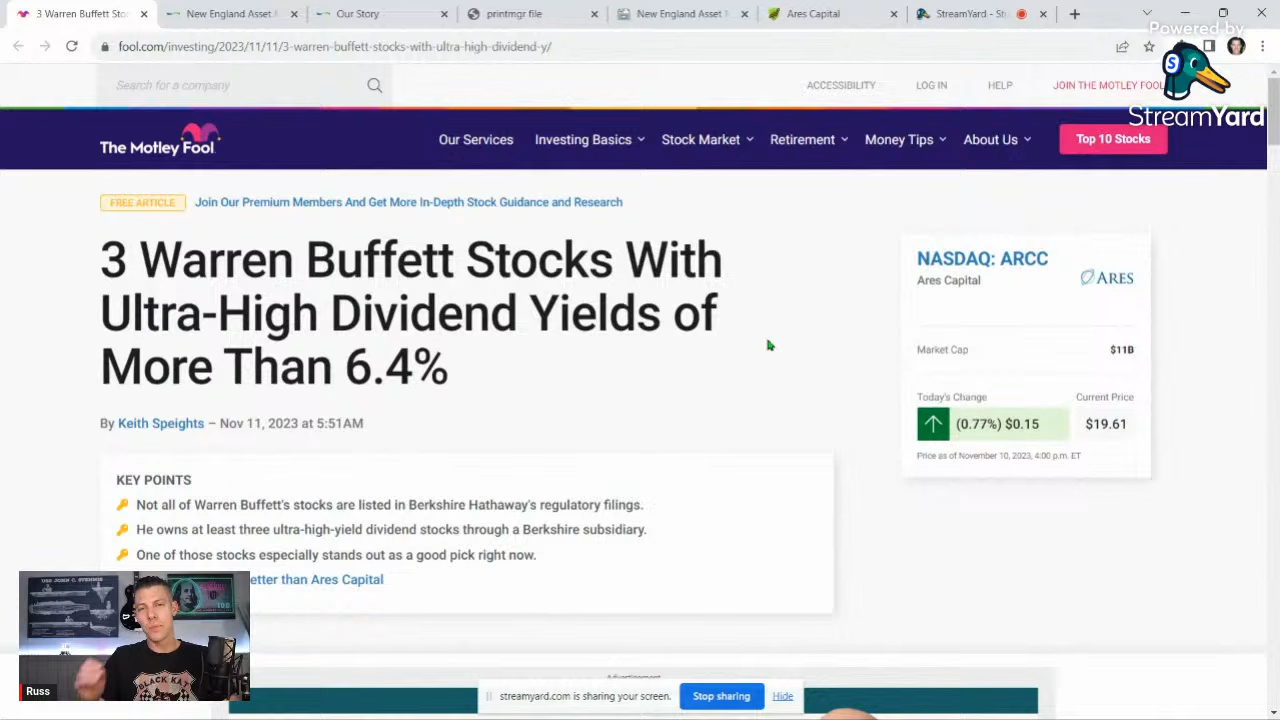 3 Warren Buffett Sto
New England Asset
Our Story
printmgr file
New England Asset
Ares Capital
StreamYard - St
fool.com/investing/2023/11/11/3-warren-buffett-stocks-with-ultra-high-dividend-y/
Powered by
StreamYard
Search for a company
ACCESSIBILITY
LOG IN
HELP
JOIN THE MOTLEY FOOL
The Motley Fool
Our Services
Investing Basics
Stock Market
Retirement
Money Tips
About Us
Top 10 Stocks
FREE ARTICLE
Join Our Premium Members And Get More In-Depth Stock Guidance and Research
3 Warren Buffett Stocks With
Ultra-High Dividend Yields of
More Than 6.4%
By Keith Speights – Nov 11, 2023 at 5:51AM
NASDAQ: ARCC
Ares Capital
ARES
Market Cap
$11B
Today's Change
Current Price
(0.77%) $0.15
$19.61
Price as of November 10, 2023, 4:00 p.m. ET
KEY POINTS
Not all of Warren Buffett's stocks are listed in Berkshire Hathaway's regulatory filings.
He owns at least three ultra-high-yield dividend stocks through a Berkshire subsidiary.
One of those stocks especially stands out as a good pick right now.
etter than Ares Capital
USS JOHN C. STENNIS
Russ
Advertisement
streamyard.com is sharing your screen.
Stop sharing
Hide